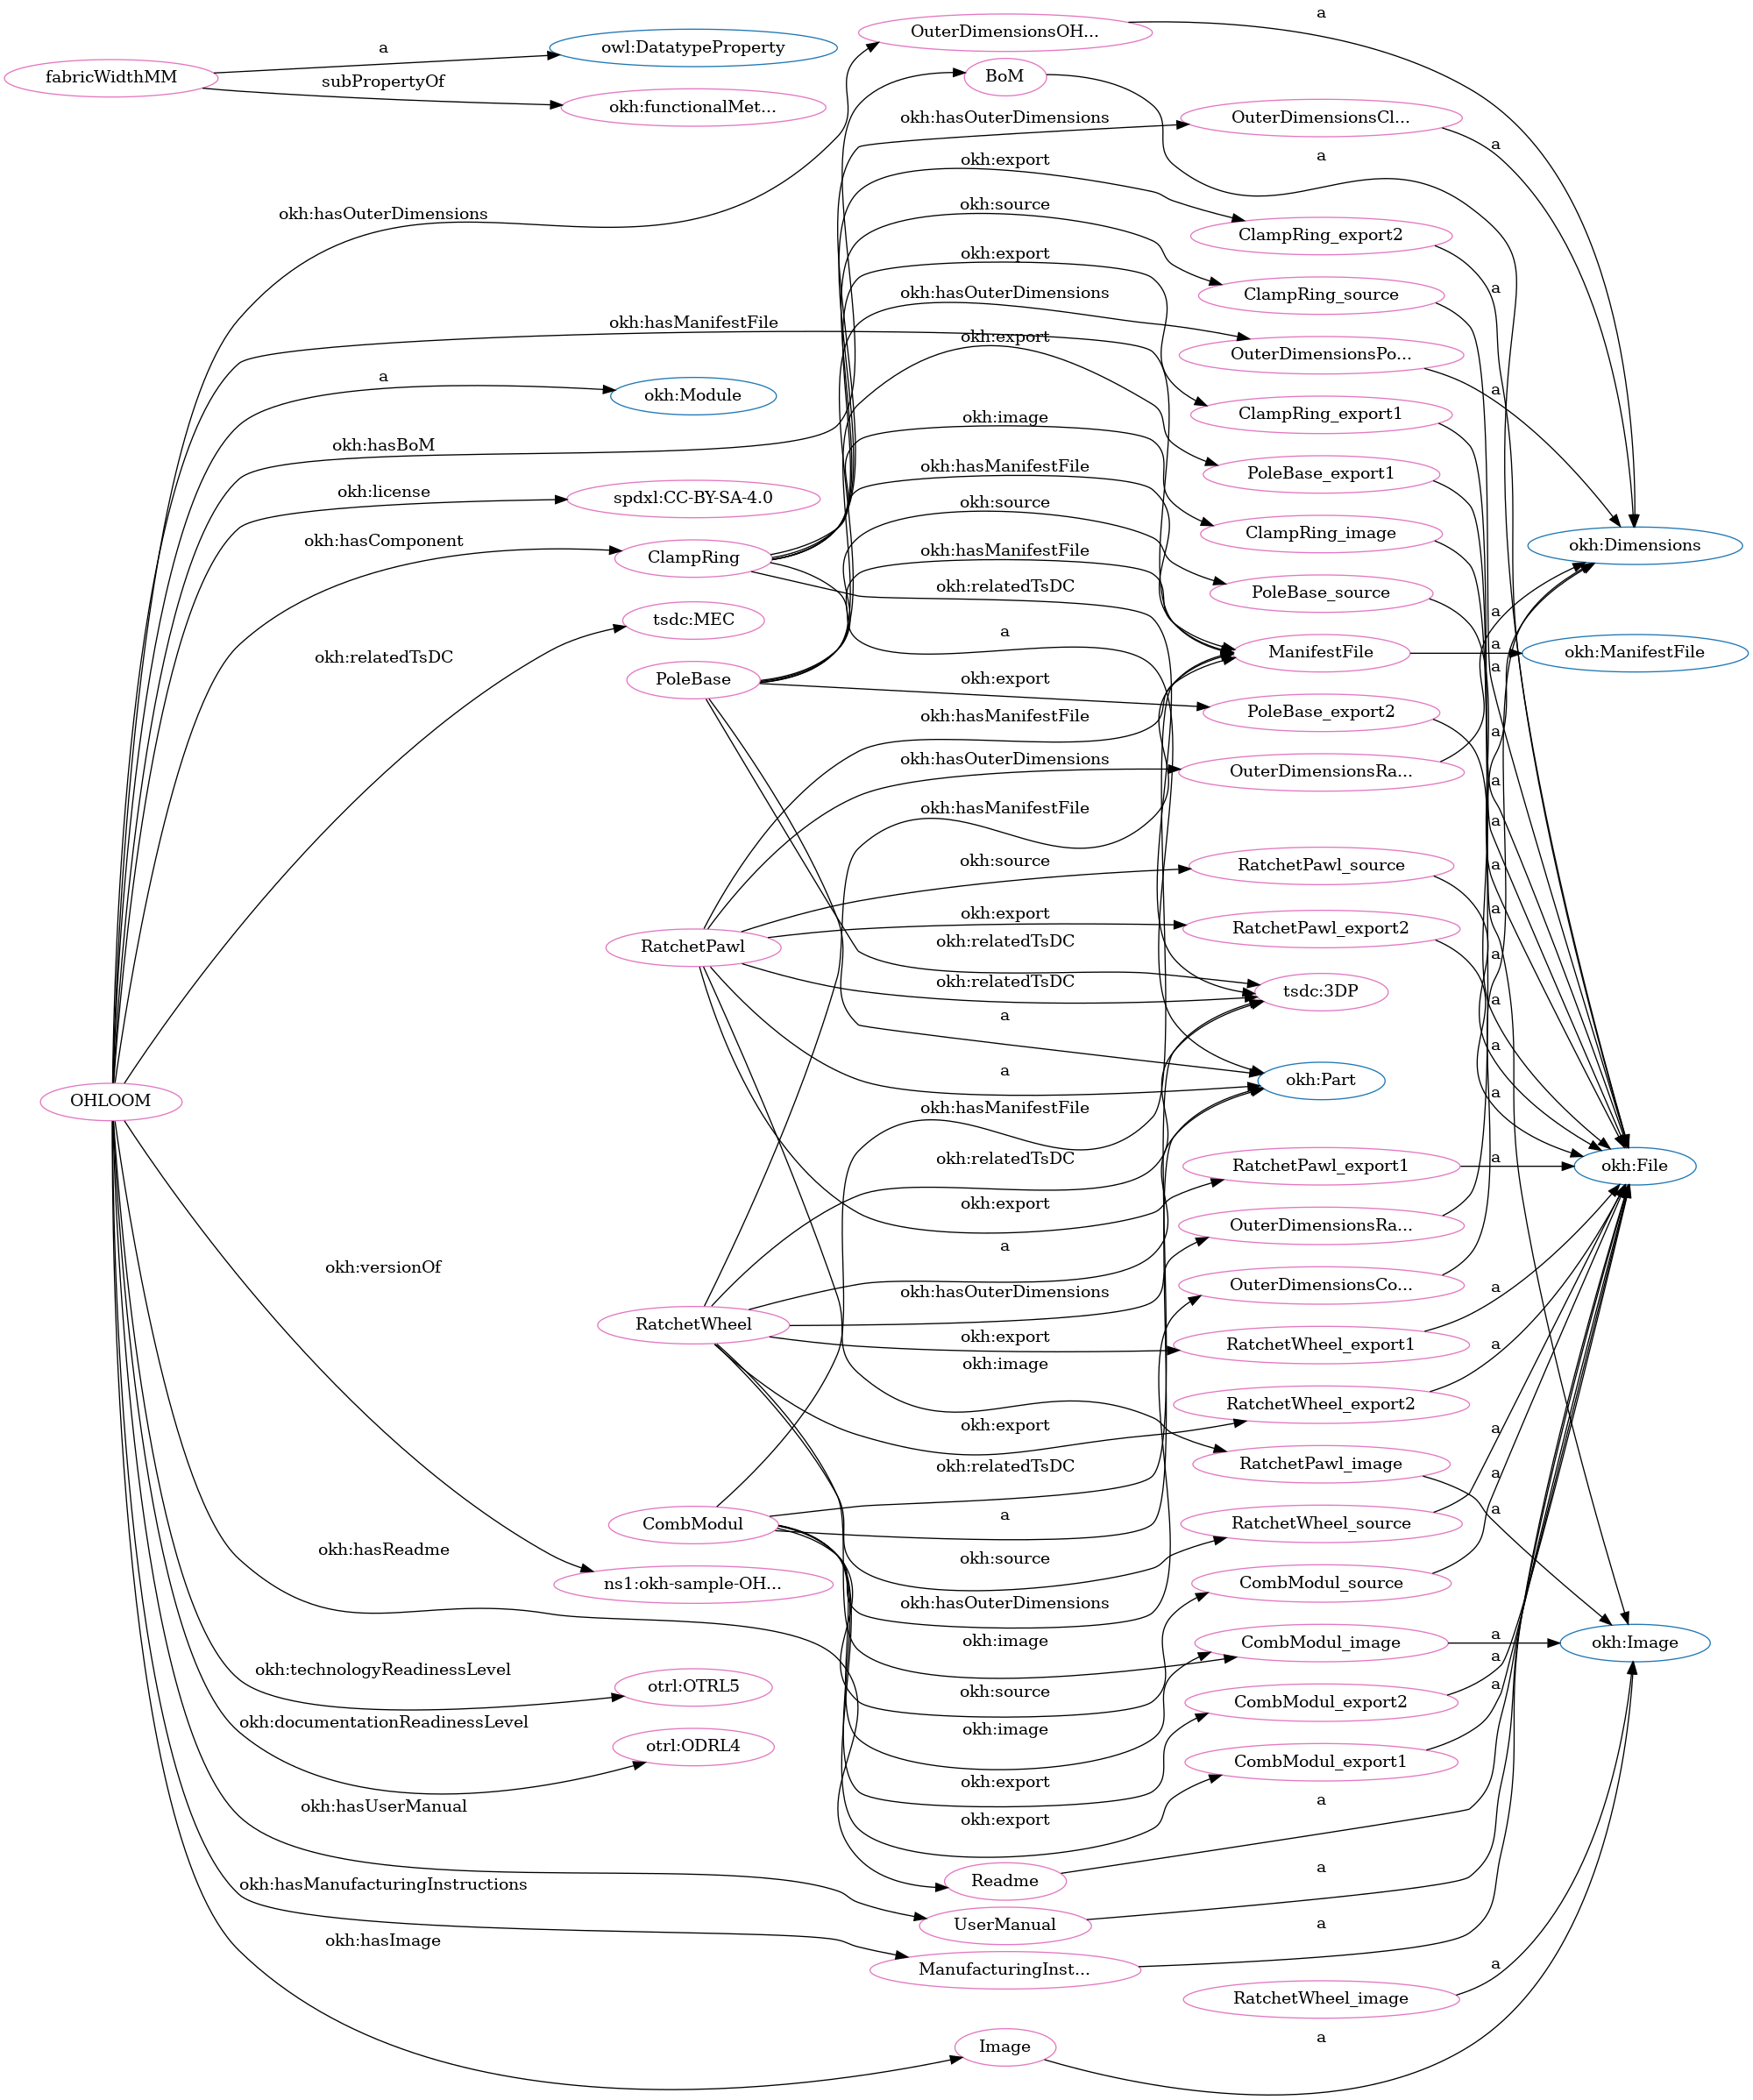 fabricWidthMM
a
owl:DatatypeProperty
subPropertyOf
okh:functionalMet...
OuterDimensionsOH...
a
BoM
a
okh:hasOuterDimensions
okh:hasOuterDimensions
OuterDimensionsCl...
a
okh:export
ClampRing_export2
a
okh:source
ClampRing_source
a
okh:export
okh:hasOuterDimensions
OuterDimensionsPo...
a
okh:hasManifestFile
okh:export
a
okh:Module
ClampRing_export1
a
okh:hasBoM
okh:image
PoleBase_export1
a
okh:license
spdxl:CC-BY-SA-4.0
okh:hasManifestFile
okh:source
ClampRing_image
a
okh:Dimensions
okh:hasComponent
ClampRing
okh:hasManifestFile
okh:relatedTsDC
PoleBase_source
a
tsdc:MEC
a
okh:relatedTsDC
ManifestFile
a
okh:ManifestFile
PoleBase
okh:export
PoleBase_export2
a
okh:hasManifestFile
okh:hasOuterDimensions
OuterDimensionsRa...
a
okh:hasManifestFile
okh:source
RatchetPawl_source
a
okh:export
RatchetPawl_export2
a
RatchetPawl
okh:relatedTsDC
okh:relatedTsDC
tsdc:3DP
a
okh:Part
OHLOOM
a
okh:hasManifestFile
okh:relatedTsDC
RatchetPawl_export1
a
okh:File
okh:export
OuterDimensionsRa...
a
okh:versionOf
okh:hasOuterDimensions
OuterDimensionsCo...
a
RatchetWheel
okh:export
RatchetWheel_export1
a
okh:image
RatchetWheel_export2
a
okh:export
okh:relatedTsDC
RatchetPawl_image
a
CombModul
a
RatchetWheel_source
a
okh:hasReadme
okh:source
ns1:okh-sample-OH...
CombModul_source
a
okh:hasOuterDimensions
okh:image
CombModul_image
a
okh:Image
okh:technologyReadinessLevel
otrl:OTRL5
okh:source
CombModul_export2
a
okh:documentationReadinessLevel
okh:image
otrl:ODRL4
CombModul_export1
a
okh:export
okh:hasUserManual
okh:export
a
Readme
a
okh:hasManufacturingInstructions
UserManual
a
okh:hasImage
ManufacturingInst...
a
RatchetWheel_image
Image
a